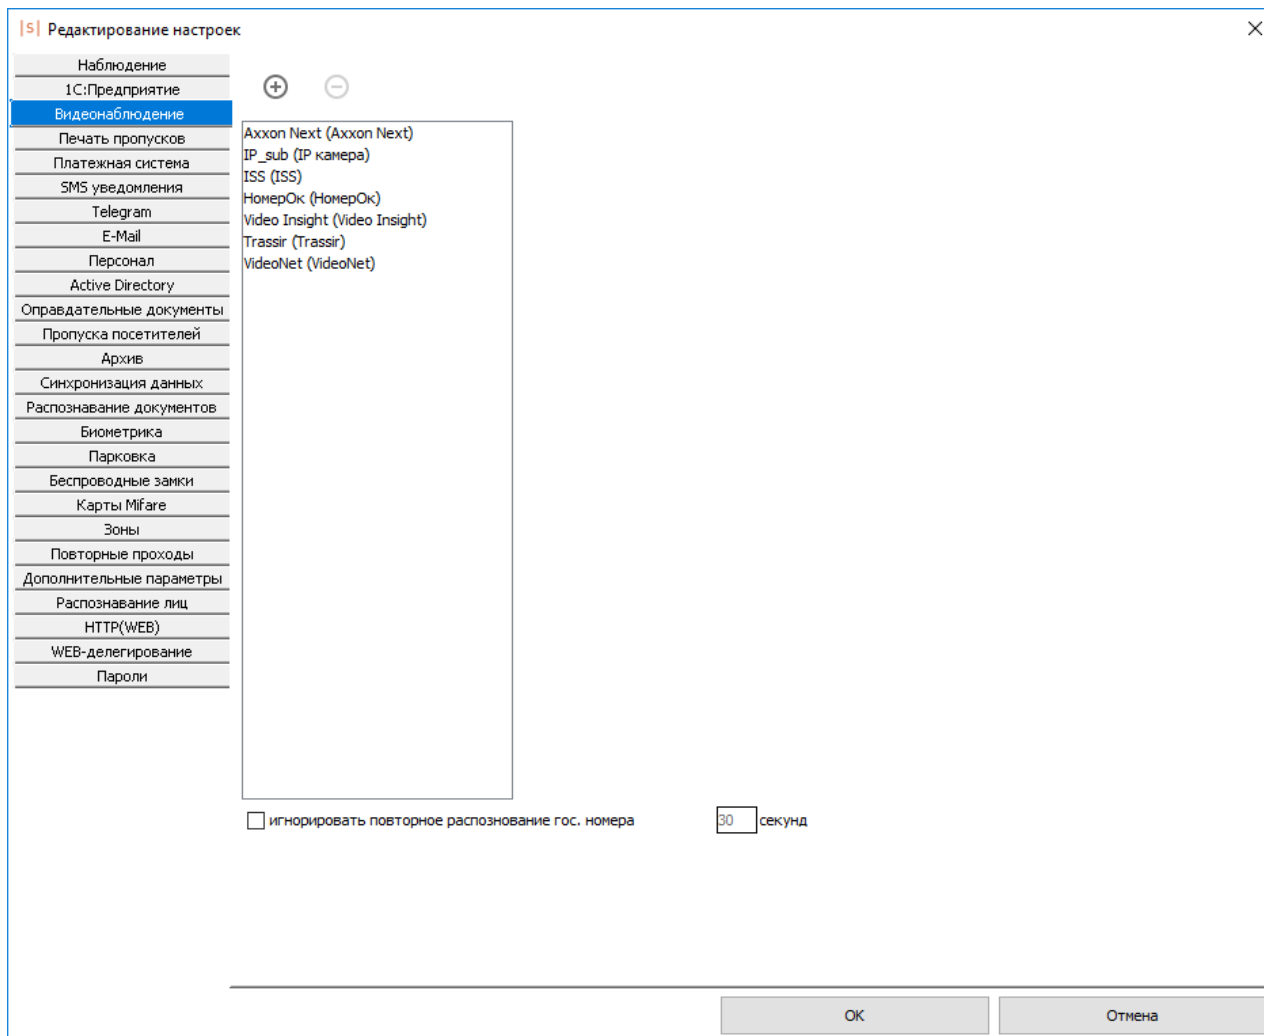 |S| Редактирование настроек
Наблюдение
1С:Предприятие
Видеонаблюдение
Печать пропусков
Платежная система
SMS уведомления
Telegram
E-Mail
Персонал
Active Directory
Оправдательные документы
Пропуска посетителей
Архив
Синхронизация данных
Распознавание документов
Биометрика
Парковка
Беспроводные замки
Карты Mifare
Зоны
Повторные проходы
Дополнительные параметры
Распознавание лиц
HTTP(WEB)
WEB-делегирование
Пароли
Axxon Next (Axxon Next)
IP_sub (IP камера)
ISS (ISS)
НомерОк (НомерОк)
Video Insight (Video Insight)
Trassir (Trassir)
VideoNet (VideoNet)
игнорировать повторное распознование гос. номера 30 секунд
OK Отмена